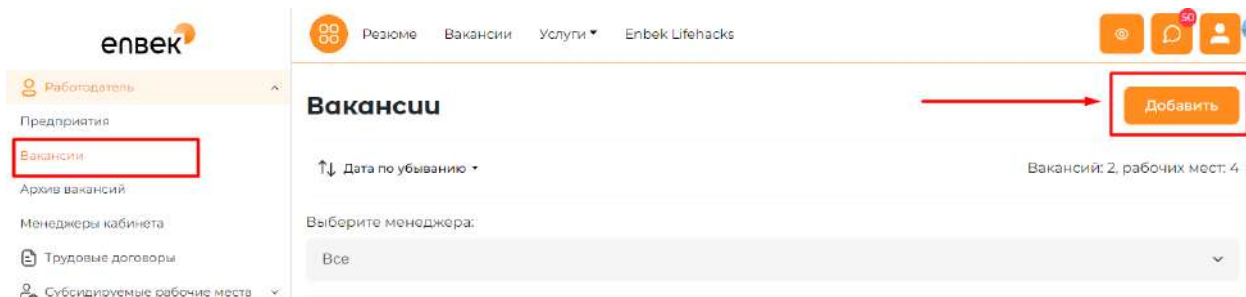 enbek
Работодатель
Предприятия
Вакансии
Архив вакансий
Менеджеры кабинета
Трудовые договоры
Субсидируемые рабочие места
Резюме Вакансии Услуги Enbek Lifehacks
50
Вакансии
Добавить
Дата по убыванию
Вакансий: 2, рабочих мест: 4
Выберите менеджера:
Все